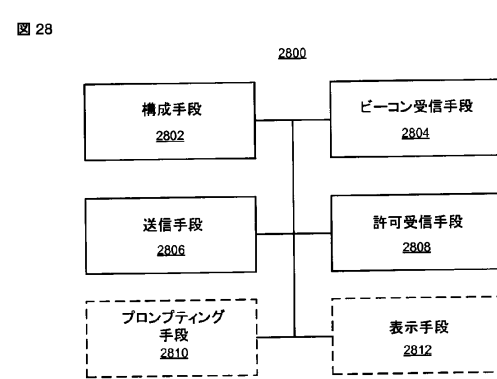 図 28
2800
構成手段
2802
ビーコン受信手段
2804
送信手段
2806
許可受信手段
2808
プロンプティング
手段
2810
表示手段
2812